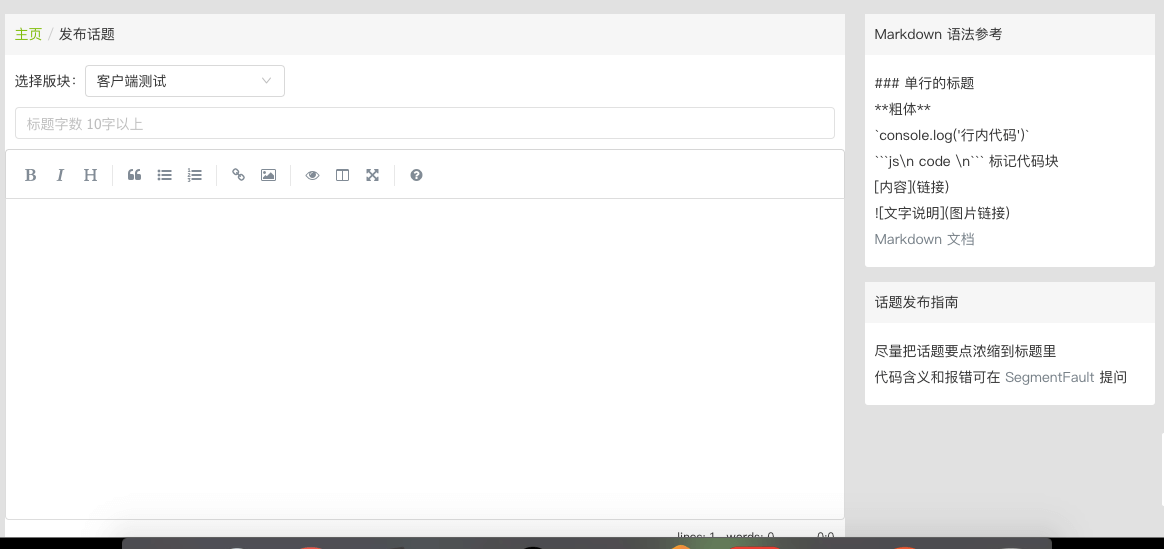 主页 / 发布话题
选择版块： 客户端测试
标题字数 10字以上
B I H
lines: 1 words: 0 0:0
Markdown 语法参考
### 单行的标题
**粗体**
`console.log('行内代码')`
```js\n code \n``` 标记代码块
[内容](链接)
![文字说明](图片链接)
Markdown 文档
话题发布指南
尽量把话题要点浓缩到标题里
代码含义和报错可在 SegmentFault 提问